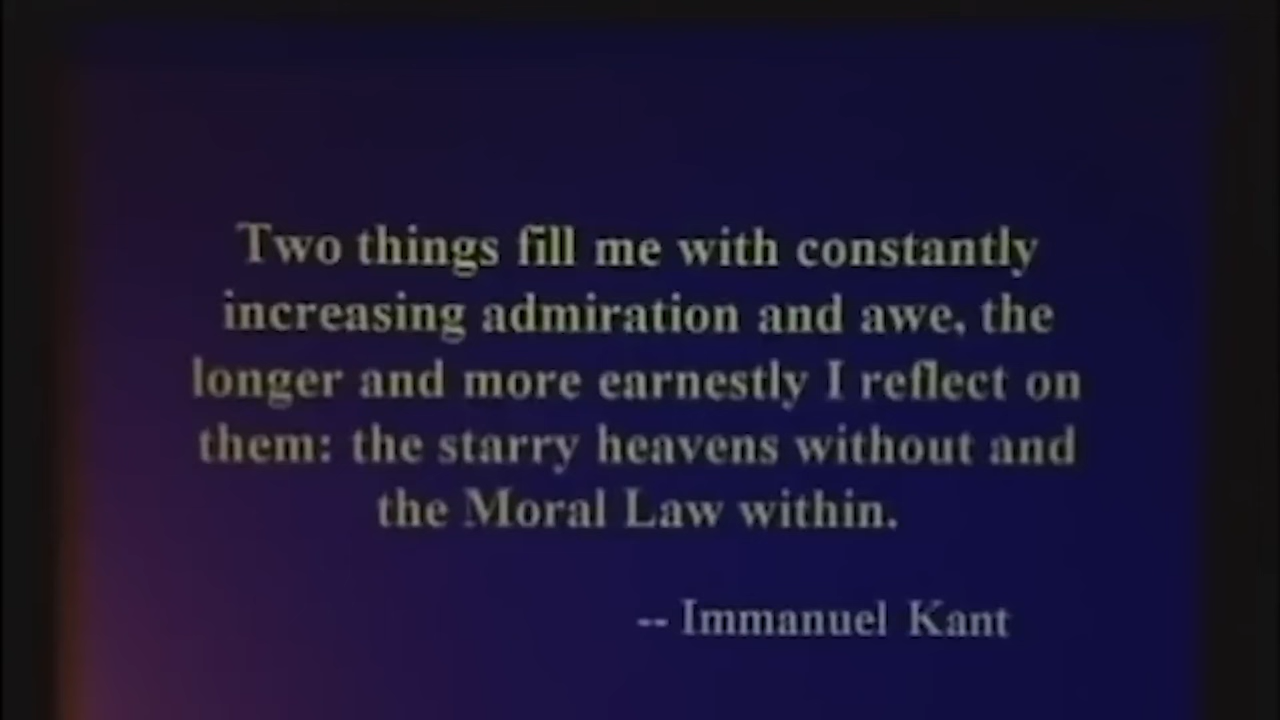 Two things fill me with constantly
increasing admiration and awe, the
longer and more earnestly I reflect on
them: the starry heavens without and
the Moral Law within.
-- Immanuel Kant